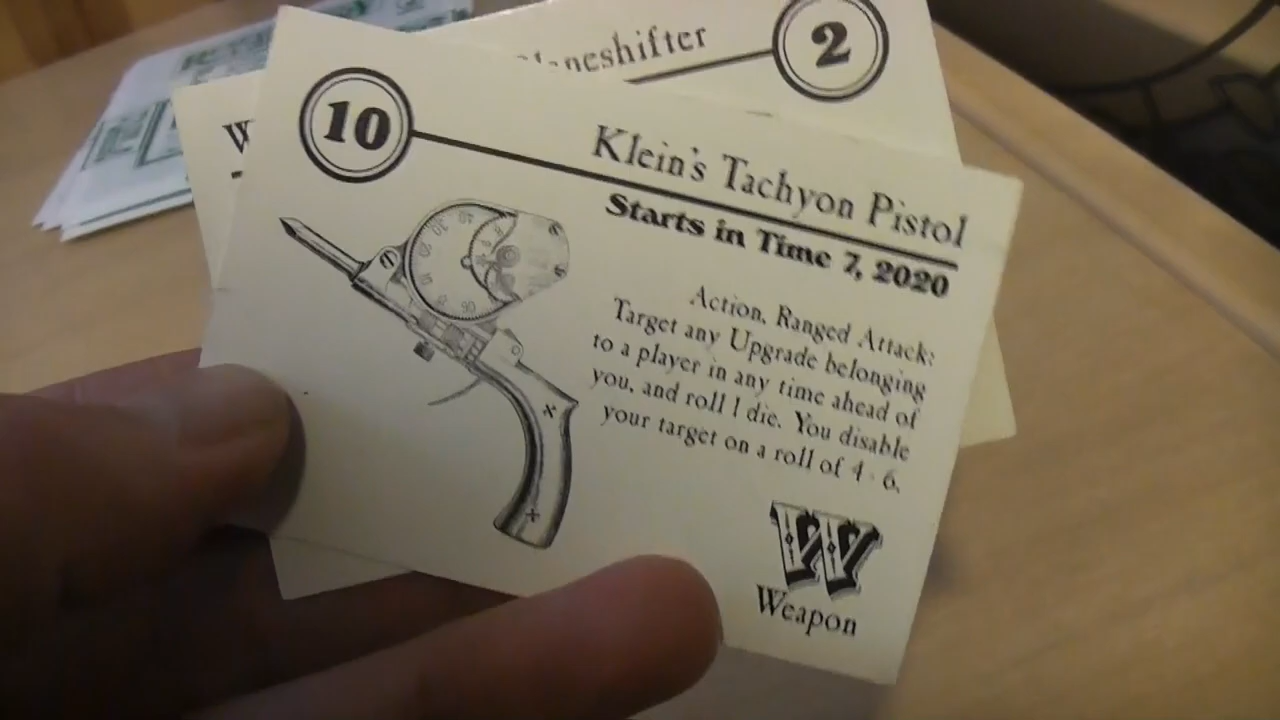 2
10
W
Klein's Tachyon Pistol
Starts in Time 7, 2020
Action, Ranged Attack:
Target any Upgrade belonging
to a player in any time ahead of
you, and roll 1 die. You disable
your target on a roll of 4 - 6.
W
Weapon